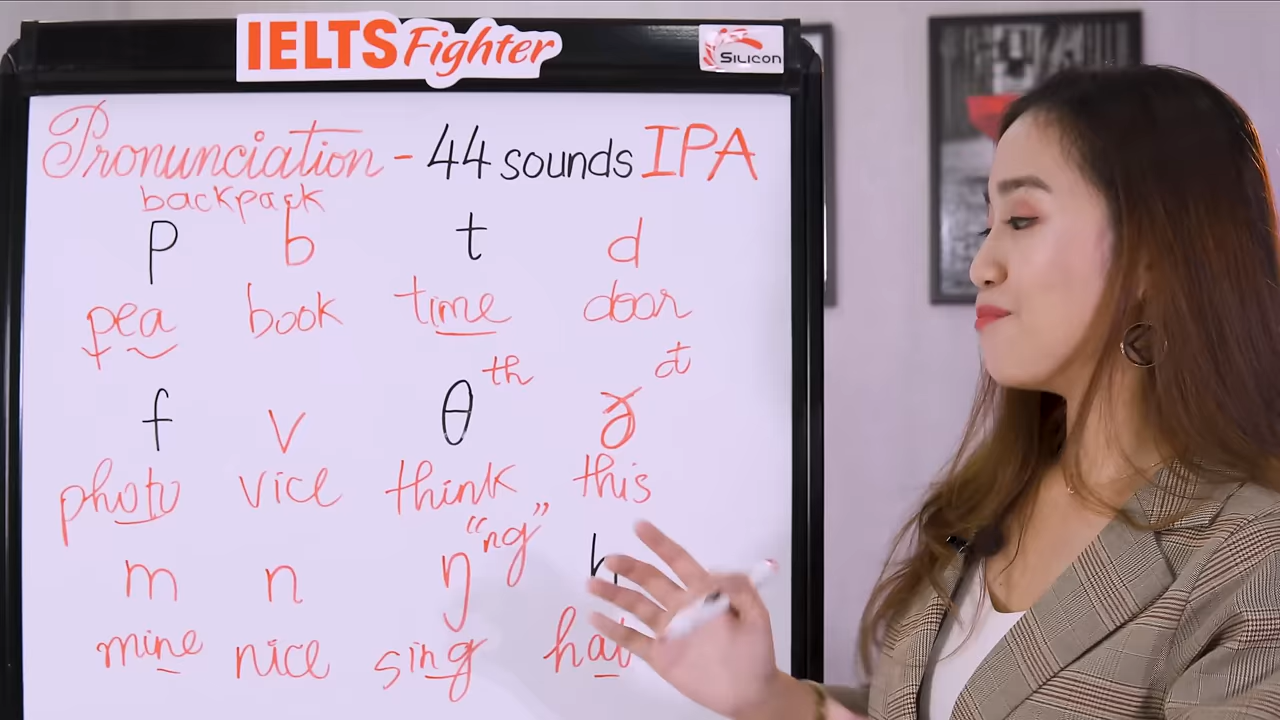 IELTS Fighter
SILICON
Pronunciation - 44 sounds IPA
backpack
p b t d
pea book time door
th
f v θ
photo vice think this
"ng"
m n ŋ h
mine nice sing hat